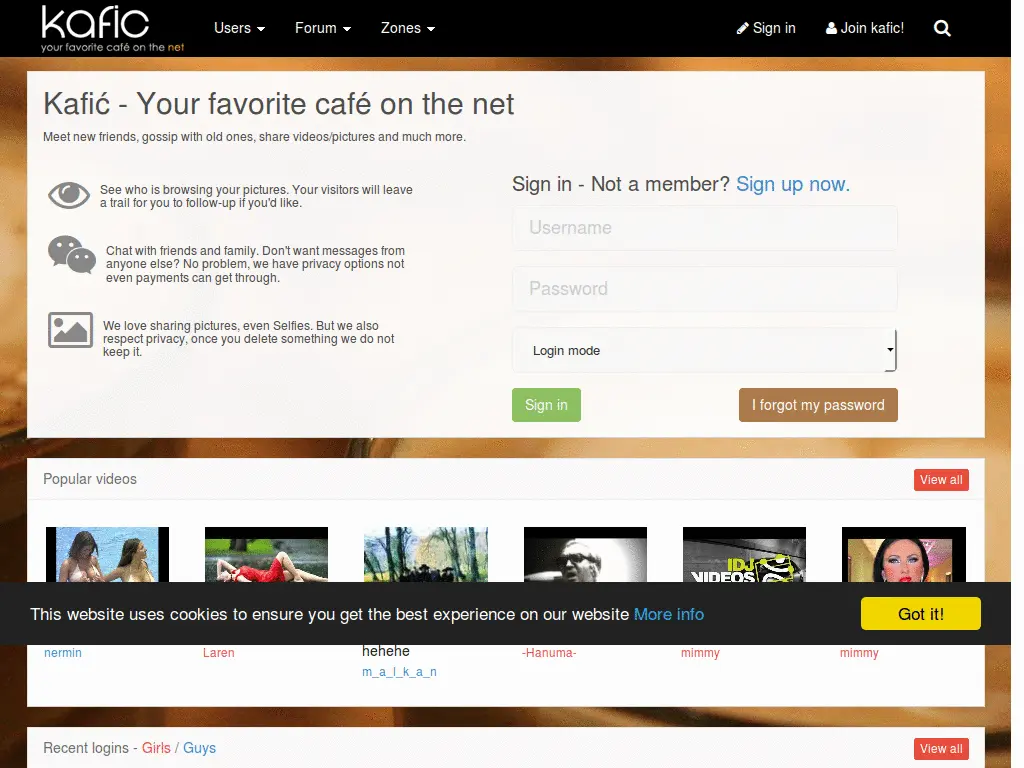 kafic
your favorite café on the net
Users
Forum
Zones
Sign in
Join kafic!
Kafić - Your favorite café on the net
Meet new friends, gossip with old ones, share videos/pictures and much more.
See who is browsing your pictures. Your visitors will leave
a trail for you to follow-up if you'd like.
Chat with friends and family. Don't want messages from
anyone else? No problem, we have privacy options not
even payments can get through.
We love sharing pictures, even Selfies. But we also
respect privacy, once you delete something we do not
keep it.
Sign in - Not a member? Sign up now.
Username
Password
Login mode
Sign in
I forgot my password
Popular videos
View all
IDJ
VIDEOS
This website uses cookies to ensure you get the best experience on our website More info
Got it!
nermin
Laren
hehehe
m_a_l_k_a_n
-Hanuma-
mimmy
mimmy
Recent logins - Girls / Guys
View all